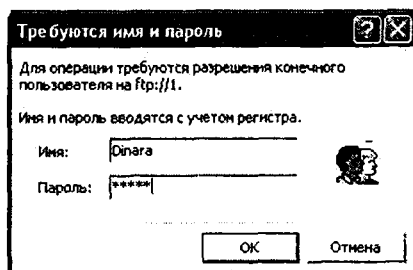 Требуются имя и пароль
Для операции требуются разрешения конечного
пользователя на ftp://1.
Имя и пароль вводятся с учетом регистра.
Имя: Dinara
Пароль: *****
ОК Отмена